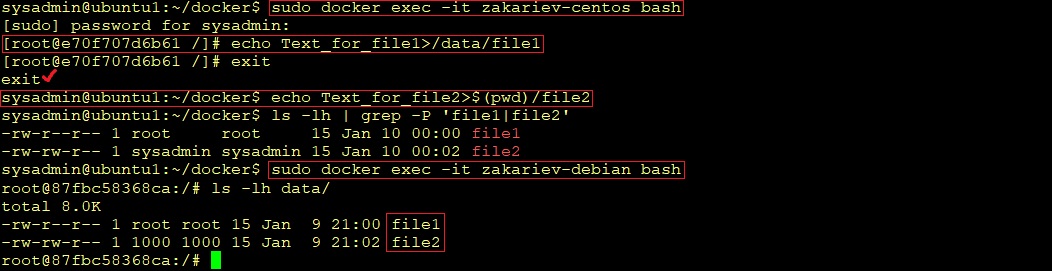 sysadmin@ubuntu1:~/docker$ sudo docker exec -it zakariev-centos bash
[sudo] password for sysadmin:
[root@e70f707d6b61 /]# echo Text_for_file1>/data/file1
[root@e70f707d6b61 /]# exit
exit
sysadmin@ubuntu1:~/docker$ echo Text_for_file2>$(pwd)/file2
sysadmin@ubuntu1:~/docker$ ls -lh | grep -P 'file1|file2'
-rw-r--r-- 1 root     root     15 Jan 10 00:00 file1
-rw-rw-r-- 1 sysadmin sysadmin 15 Jan 10 00:02 file2
sysadmin@ubuntu1:~/docker$ sudo docker exec -it zakariev-debian bash
root@87fbc58368ca:/# ls -lh data/
total 8.0K
-rw-r--r-- 1 root root 15 Jan  9 21:00 file1
-rw-rw-r-- 1 1000 1000 15 Jan  9 21:02 file2
root@87fbc58368ca:/#